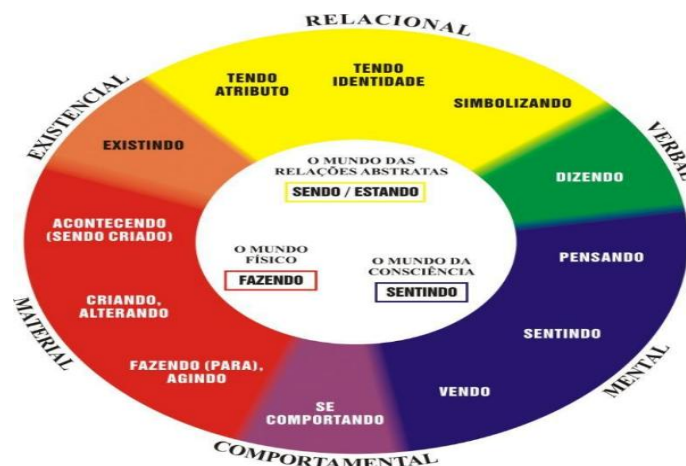 RELACIONAL
TENDO
ATRIBUTO
TENDO
IDENTIDADE
SIMBOLIZANDO
EXISTENCIAL
EXISTINDO
VERBAL
DIZENDO
O MUNDO DAS
RELAÇÕES ABSTRATAS
SENDO / ESTANDO
ACONTECENDO
(SENDO CRIADO)
O MUNDO
FÍSICO
FAZENDO
O MUNDO DA
CONSCIÊNCIA
SENTINDO
PENSANDO
CRIANDO,
ALTERANDO
SENTINDO
MATERIAL
FAZENDO (PARA),
AGINDO
VENDO
MENTAL
SE
COMPORTANDO
COMPORTAMENTAL